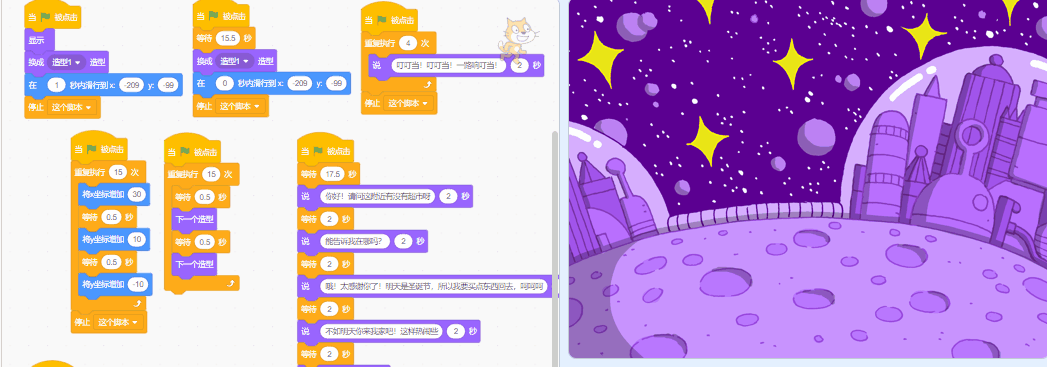 当 被点击
显示
换成 造型1 造型
在 1 秒内滑行到 x: -209 y: -99
停止 这个脚本
当 被点击
等待 15.5 秒
换成 造型1 造型
在 0 秒内滑行到 x: -209 y: -99
停止 这个脚本
当 被点击
重复执行 4 次
说 叮叮当！叮叮当！一路响叮当！ 2 秒
停止 这个脚本
当 被点击
重复执行 15 次
将x坐标增加 30
等待 0.5 秒
将y坐标增加 10
等待 0.5 秒
将y坐标增加 -10
停止 这个脚本
当 被点击
重复执行 15 次
等待 0.5 秒
下一个造型
等待 0.5 秒
下一个造型
当 被点击
等待 17.5 秒
说 你好！请问这附近有没有超市呀 2 秒
等待 2 秒
说 能告诉我在哪吗？ 2 秒
等待 2 秒
说 哦！太感谢你了！明天是圣诞节，所以我要买点东西回去，呵呵呵
等待 2 秒
说 不如明天你来我家吧！这样热闹些 2 秒
等待 2 秒